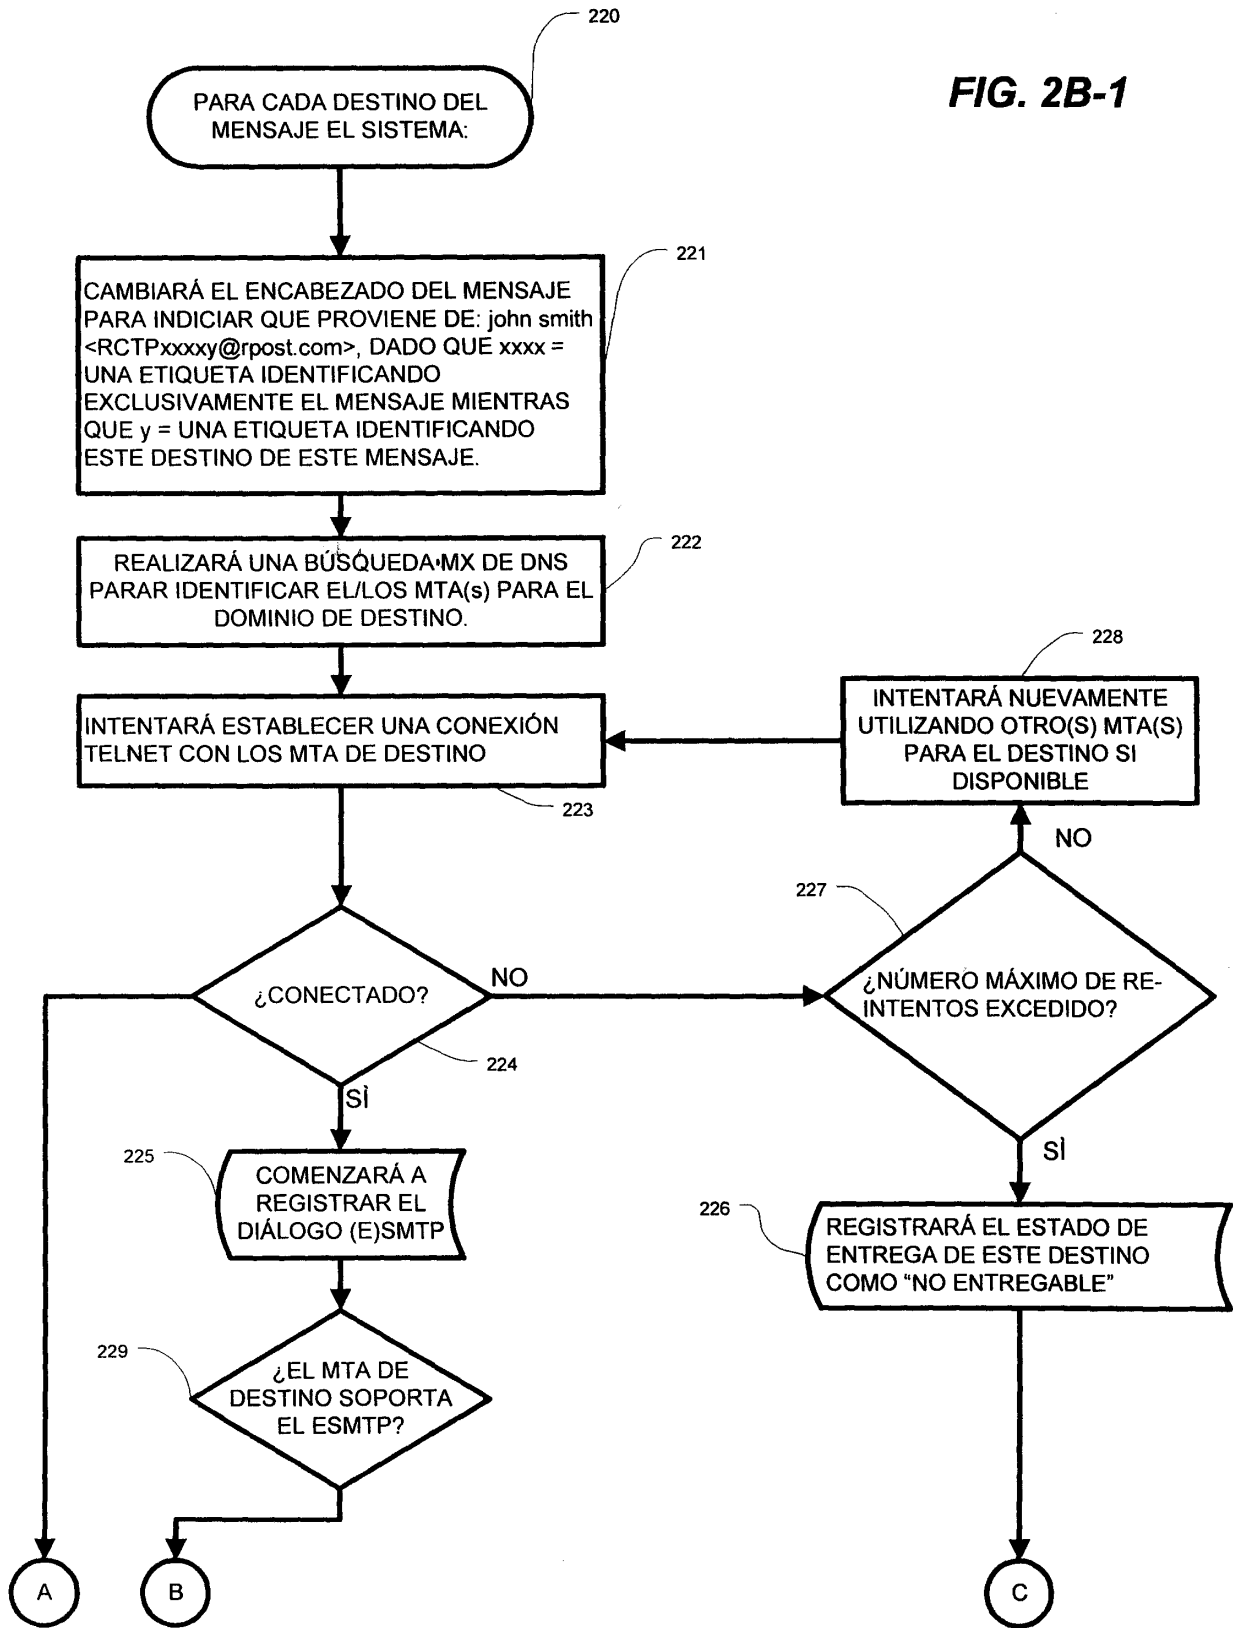 220
FIG. 2B-1
PARA CADA DESTINO DEL
MENSAJE EL SISTEMA:
221
CAMBIARÁ EL ENCABEZADO DEL MENSAJE
PARA INDICIAR QUE PROVIENE DE: john smith
<RCTPxxxxy@rpost.com>, DADO QUE xxxx =
UNA ETIQUETA IDENTIFICANDO
EXCLUSIVAMENTE EL MENSAJE MIENTRAS
QUE y = UNA ETIQUETA IDENTIFICANDO
ESTE DESTINO DE ESTE MENSAJE.
222
REALIZARÁ UNA BÚSQUEDA MX DE DNS
PARAR IDENTIFICAR EL/LOS MTA(s) PARA EL
DOMINIO DE DESTINO.
228
INTENTARÁ NUEVAMENTE
UTILIZANDO OTRO(S) MTA(S)
PARA EL DESTINO SI
DISPONIBLE
INTENTARÁ ESTABLECER UNA CONEXIÓN
TELNET CON LOS MTA DE DESTINO
223
NO
227
¿CONECTADO?
NO
¿NÚMERO MÁXIMO DE RE-
INTENTOS EXCEDIDO?
224
SÌ
SÌ
225
COMENZARÁ A
REGISTRAR EL
DIÁLOGO (E)SMTP
226
REGISTRARÁ EL ESTADO DE
ENTREGA DE ESTE DESTINO
COMO “NO ENTREGABLE”
229
¿EL MTA DE
DESTINO SOPORTA
EL ESMTP?
A
B
C